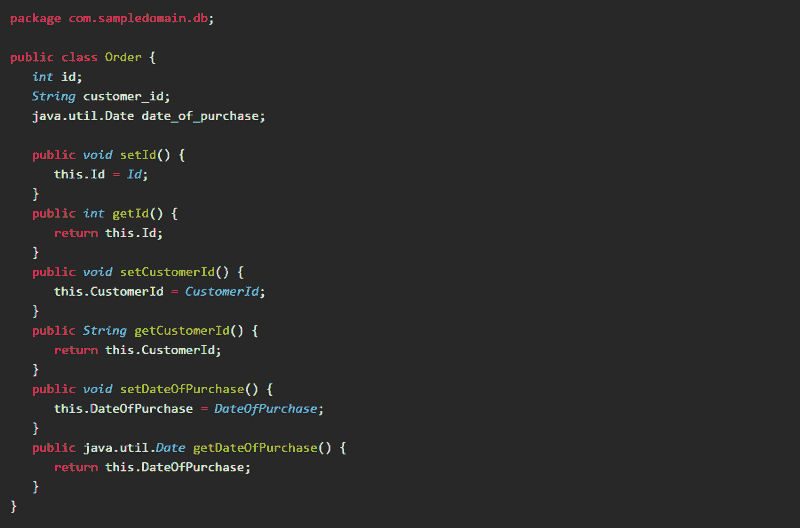 package com.sampledomain.db;
public class Order {
int id;
String customer_id;
java.util.Date date_of_purchase;
public void setId() {
this.Id = Id;
}
public int getId() {
return this.Id;
}
public void setCustomerId() {
this.CustomerId = CustomerId;
}
public String getCustomerId() {
return this.CustomerId;
}
public void setDateOfPurchase() {
this.DateOfPurchase = DateOfPurchase;
}
public java.util.Date getDateOfPurchase() {
return this.DateOfPurchase;
}
}